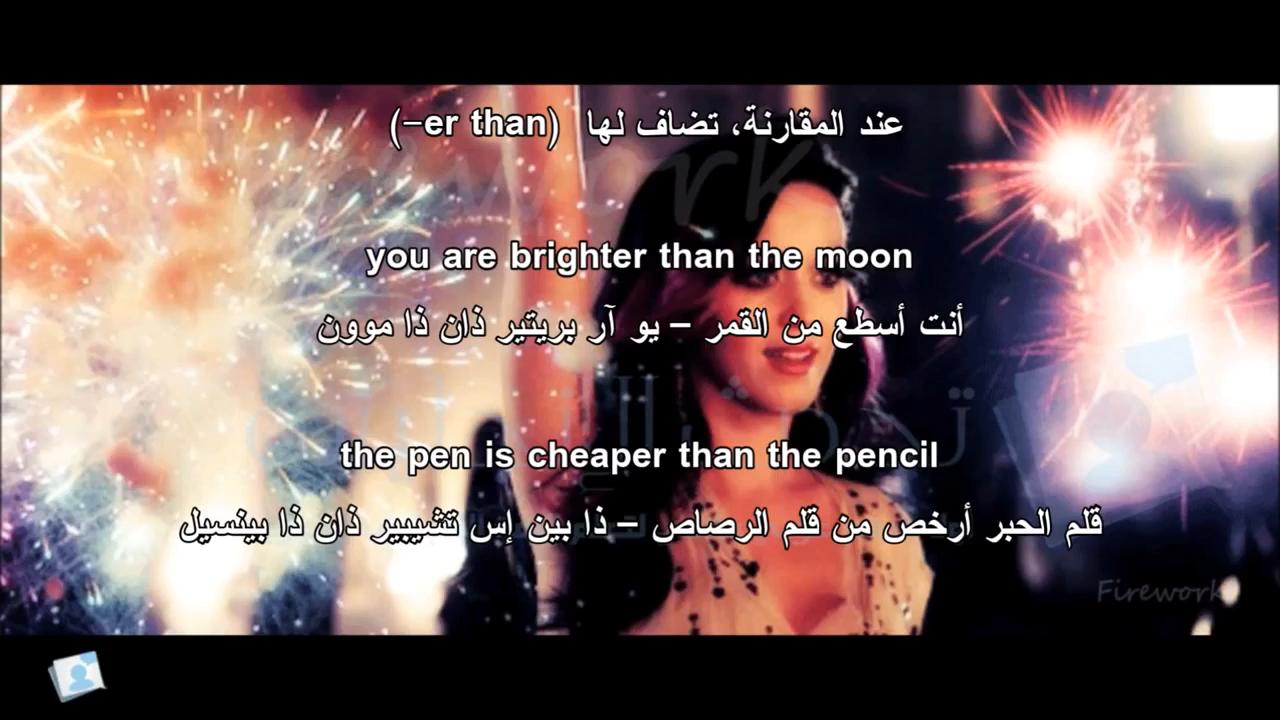 عند المقارنة، تضاف لها (-er than)
you are brighter than the moon
أنت أسطع من القمر – يو آر بريتير ذان ذا موون
the pen is cheaper than the pencil
قلم الحبر أرخص من قلم الرصاص – ذا بين إس تشيبير ذان ذا بينسيل
Firework